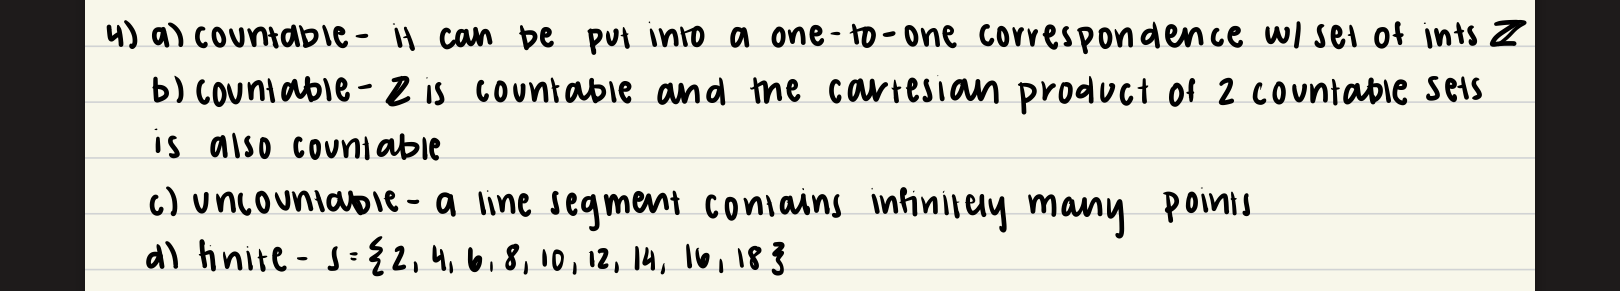 4) a) countable - it can be put into a one-to-one correspondence w/ set of ints ℤ
b) countable - ℤ is countable and the cartesian product of 2 countable sets
is also countable
c) uncountable - a line segment contains infinitely many points
d) finite - S = {2, 4, 6, 8, 10, 12, 14, 16, 18}